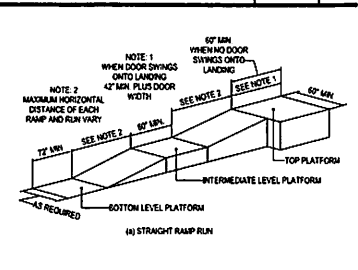 60" MIN
WHEN NO DOOR
SWINGS ONTO
LANDING
NOTE: 1
WHEN DOOR SWINGS
ONTO LANDING
42" MIN. PLUS DOOR
WIDTH
NOTE: 2
MAXIMUM HORIZONTAL
DISTANCE OF EACH
RAMP AND RUN VARY
SEE NOTE 1
60" MIN
SEE NOTE 2
60" MIN.
SEE NOTE 2
72" MIN
TOP PLATFORM
INTERMEDIATE LEVEL PLATFORM
BOTTOM LEVEL PLATFORM
AS REQUIRED
(a) STRAIGHT RAMP RUN